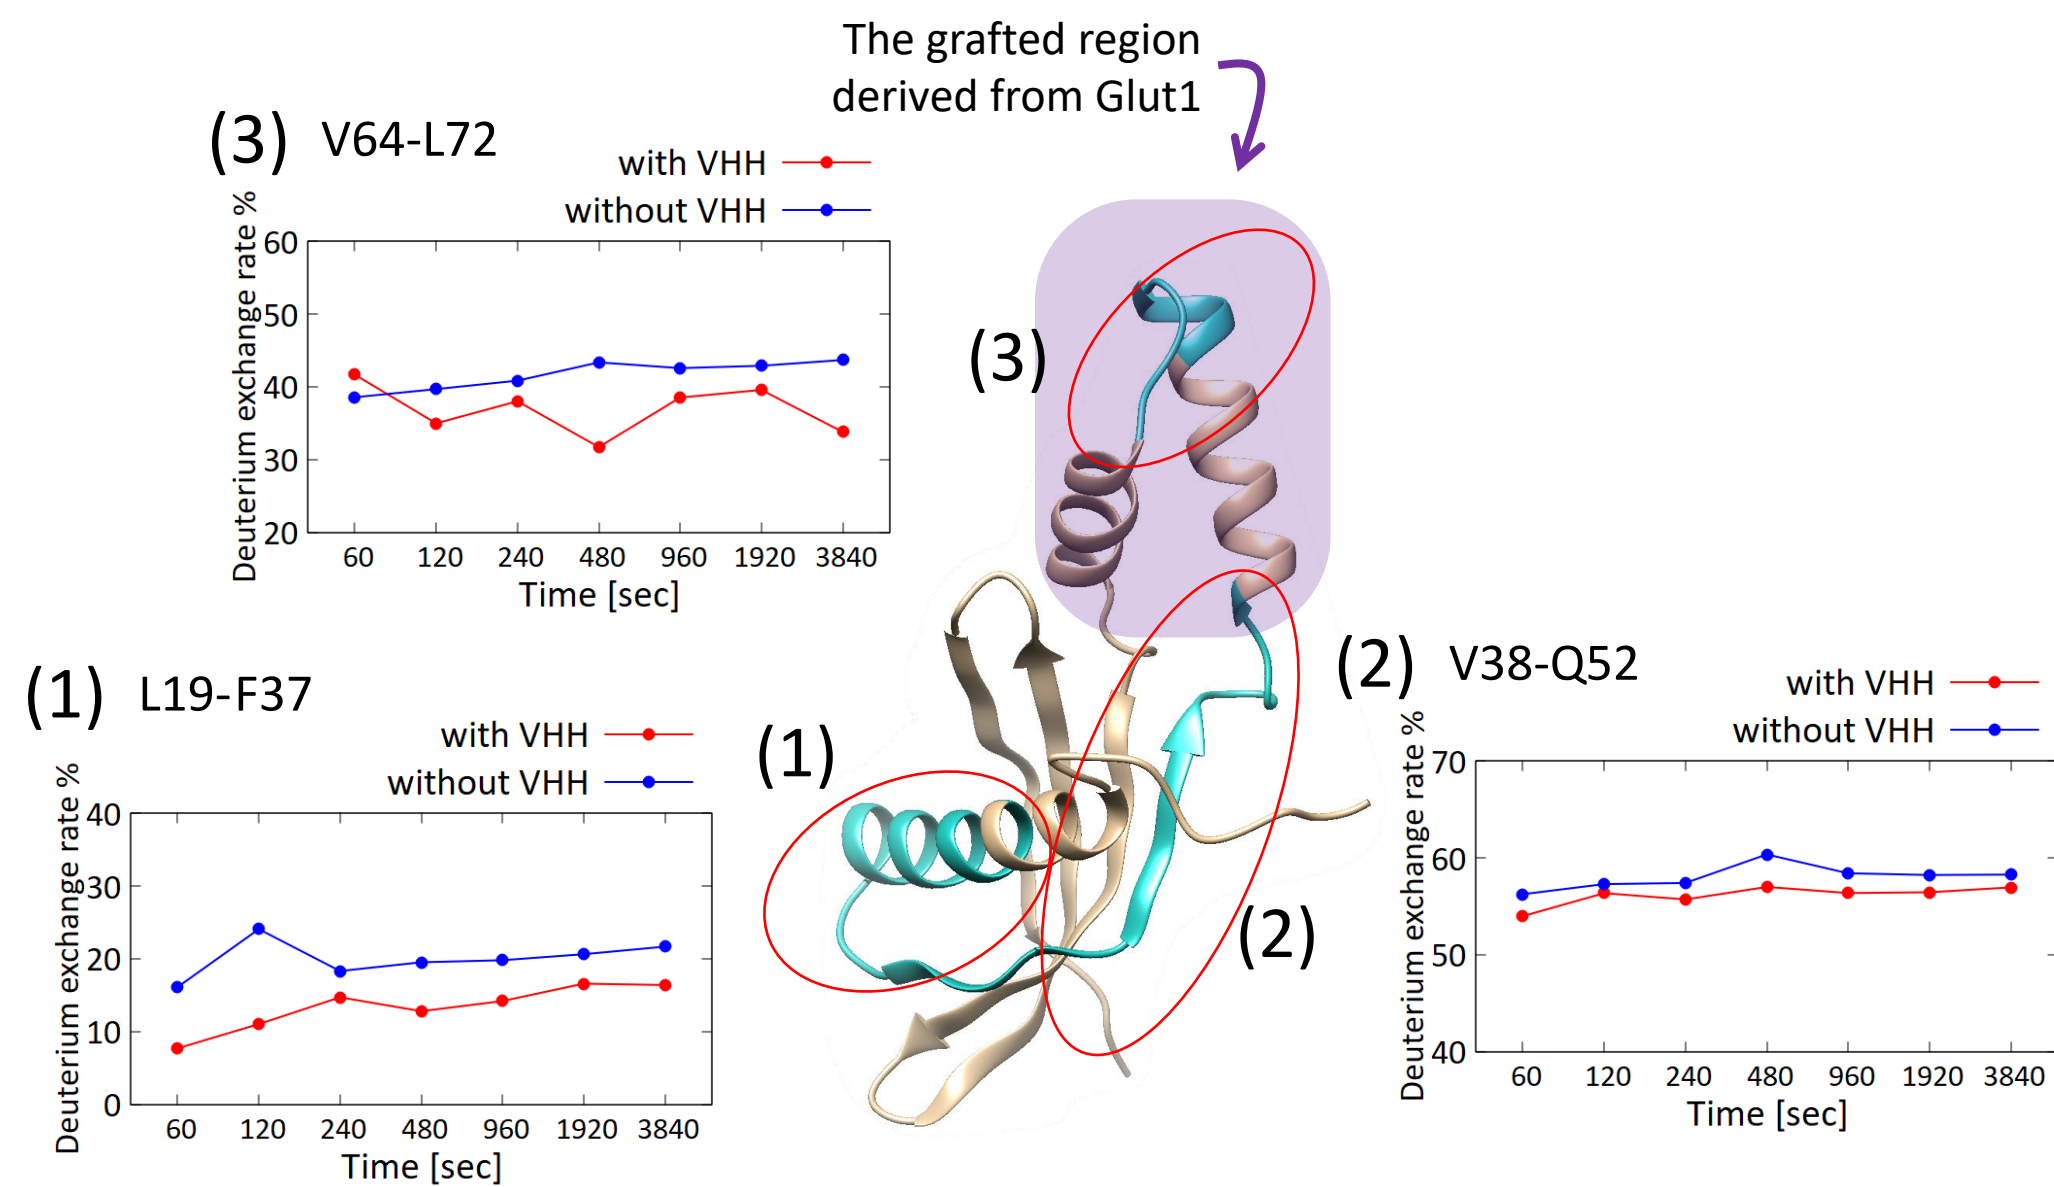 The grafted region
derived from Glut1
(3) V64-L72
with VHH
without VHH
Deuterium exchange rate %
60
50
40
30
20
60 120 240 480 960 1920 3840
Time [sec]
(3)
(1) L19-F37
with VHH
without VHH
Deuterium exchange rate %
40
30
20
10
0
60 120 240 480 960 1920 3840
Time [sec]
(1)
(2)
(2) V38-Q52
with VHH
without VHH
Deuterium exchange rate %
70
60
50
40
60 120 240 480 960 1920 3840
Time [sec]